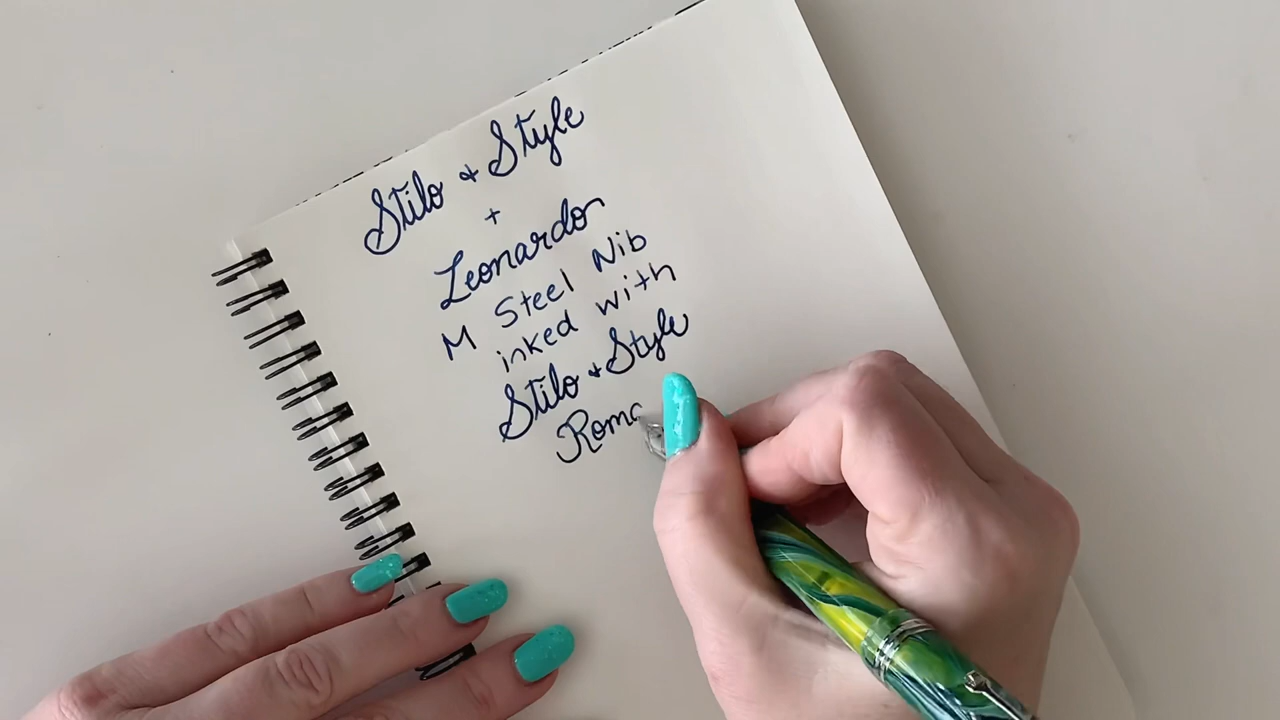 Stilo & Style
+
Leonardo
M Steel Nib
inked with
Stilo & Style
Roma